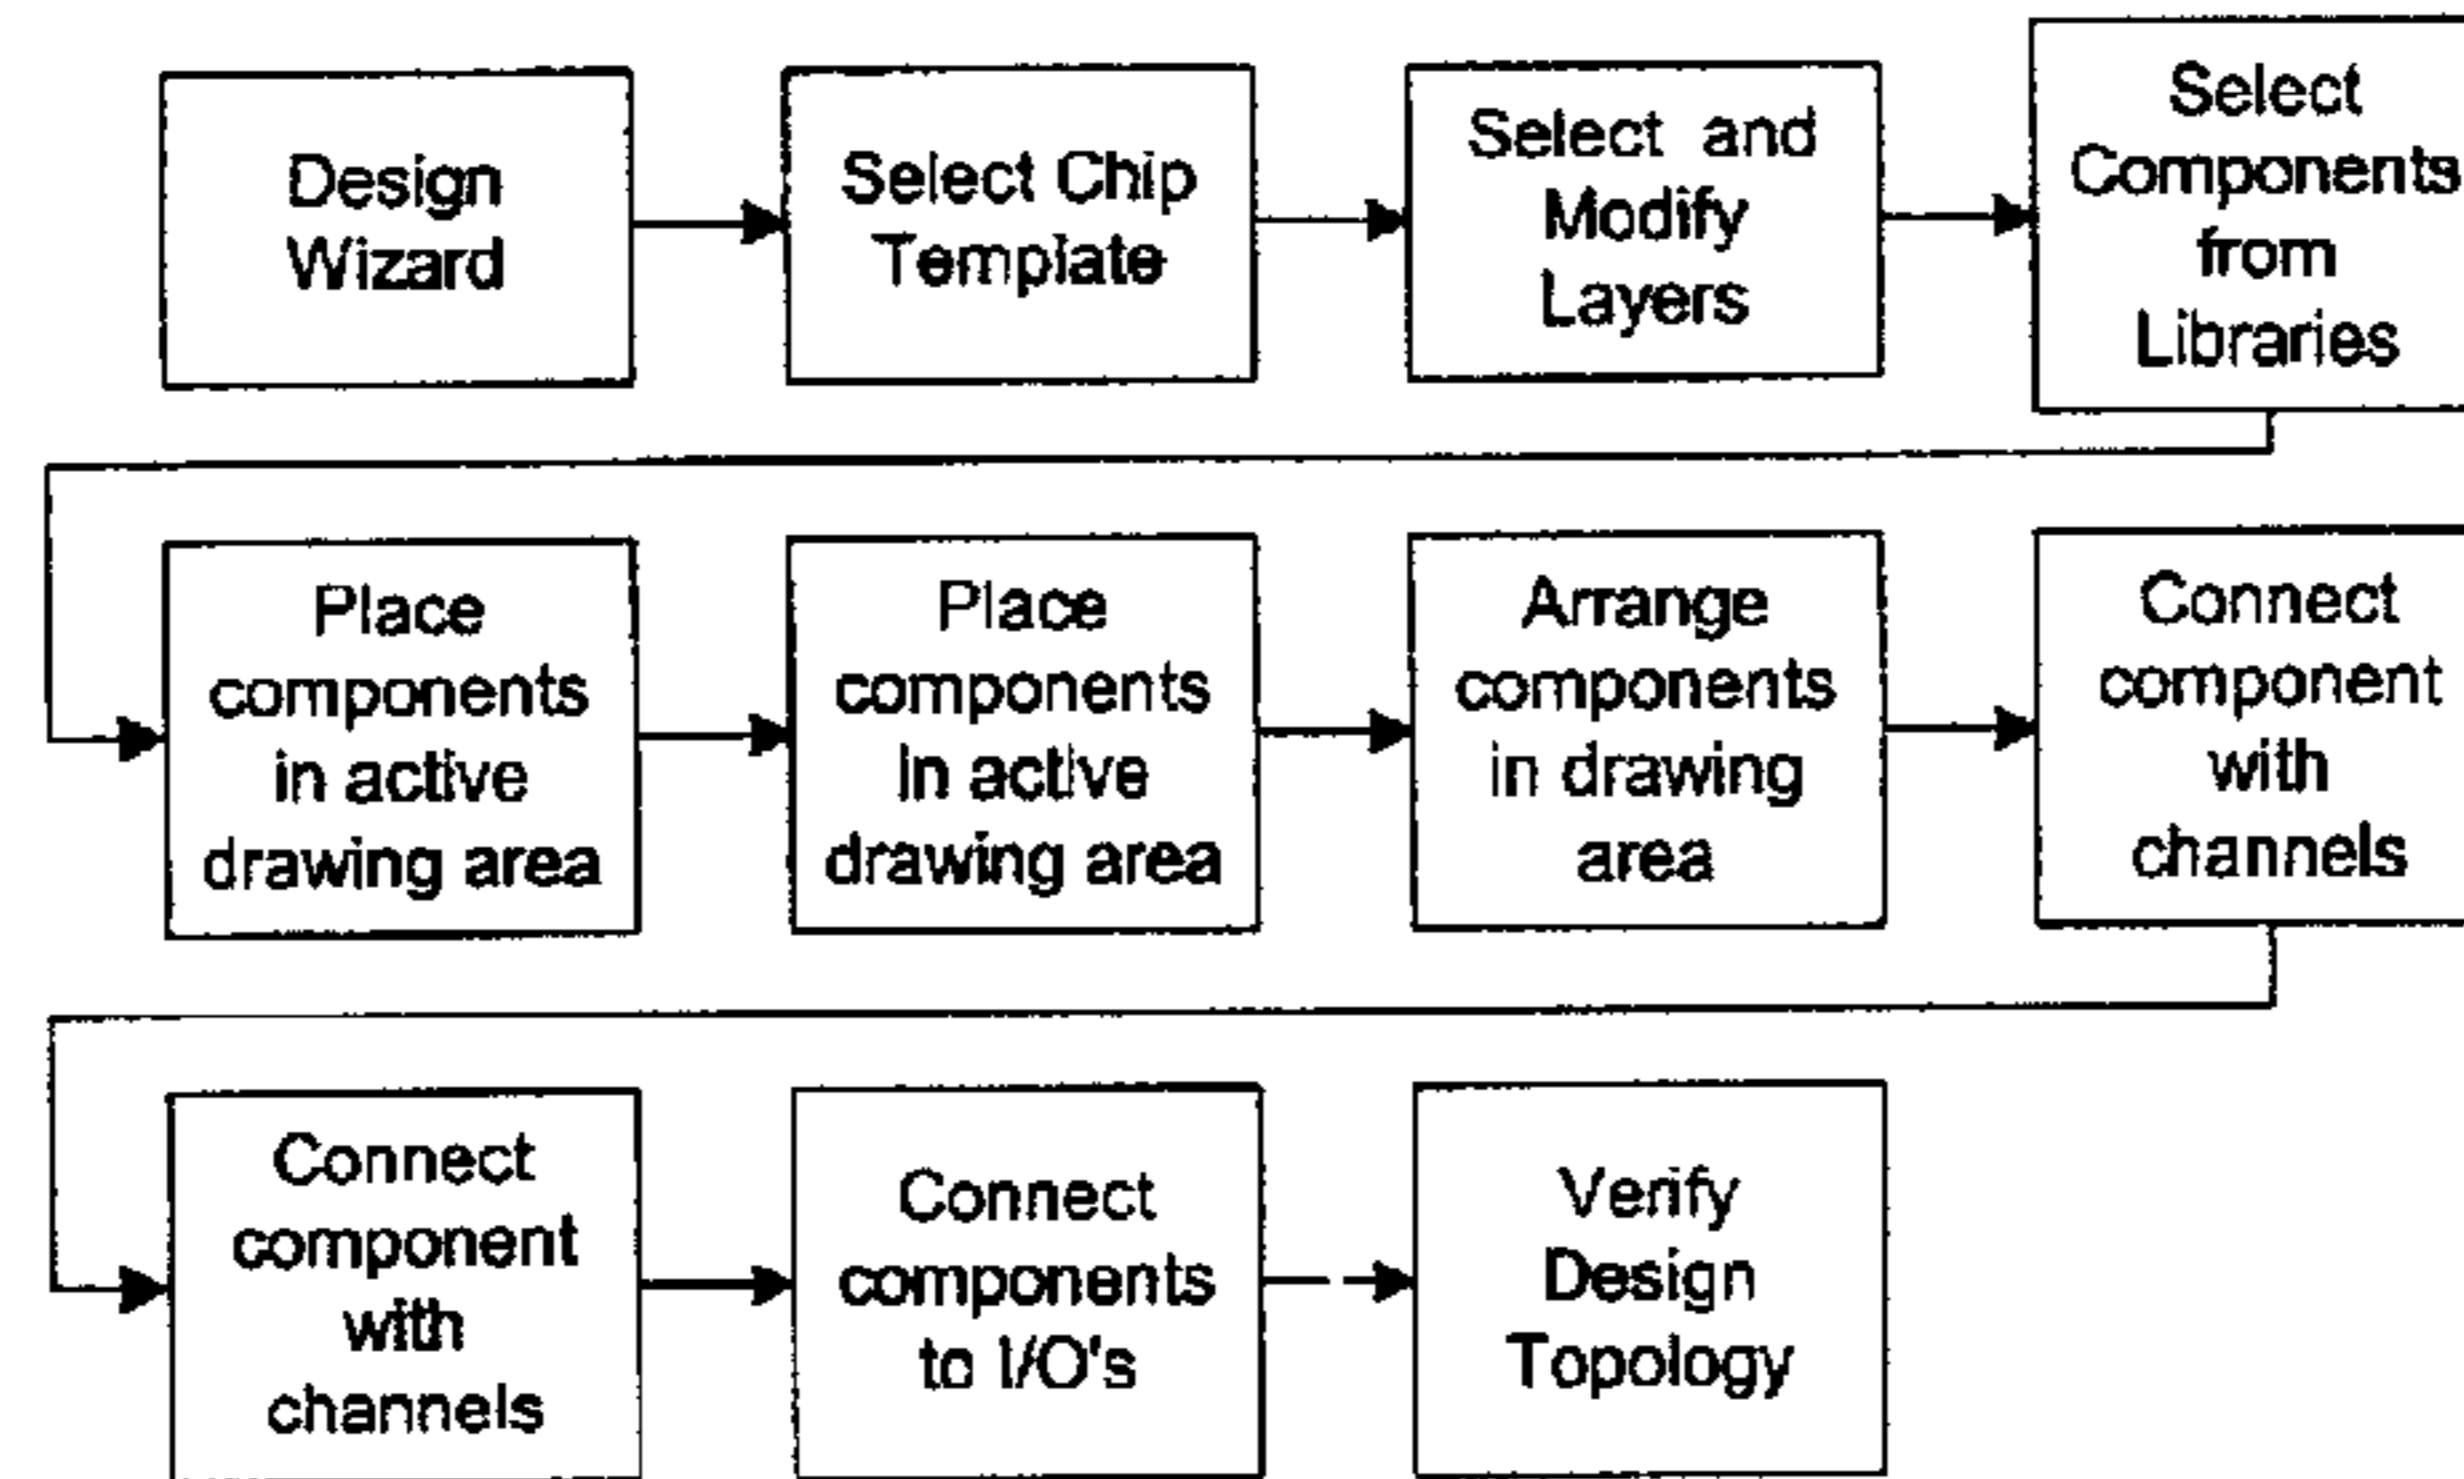 Design
Wizard
Select Chip
Template
Select and
Modify
Layers
Select
Components
from
Libraries
Place
components
in active
drawing area
Place
components
in active
drawing area
Arrange
components
in drawing
area
Connect
component
with
channels
Connect
component
with
channels
Connect
components
to I/O's
Verify
Design
Topology